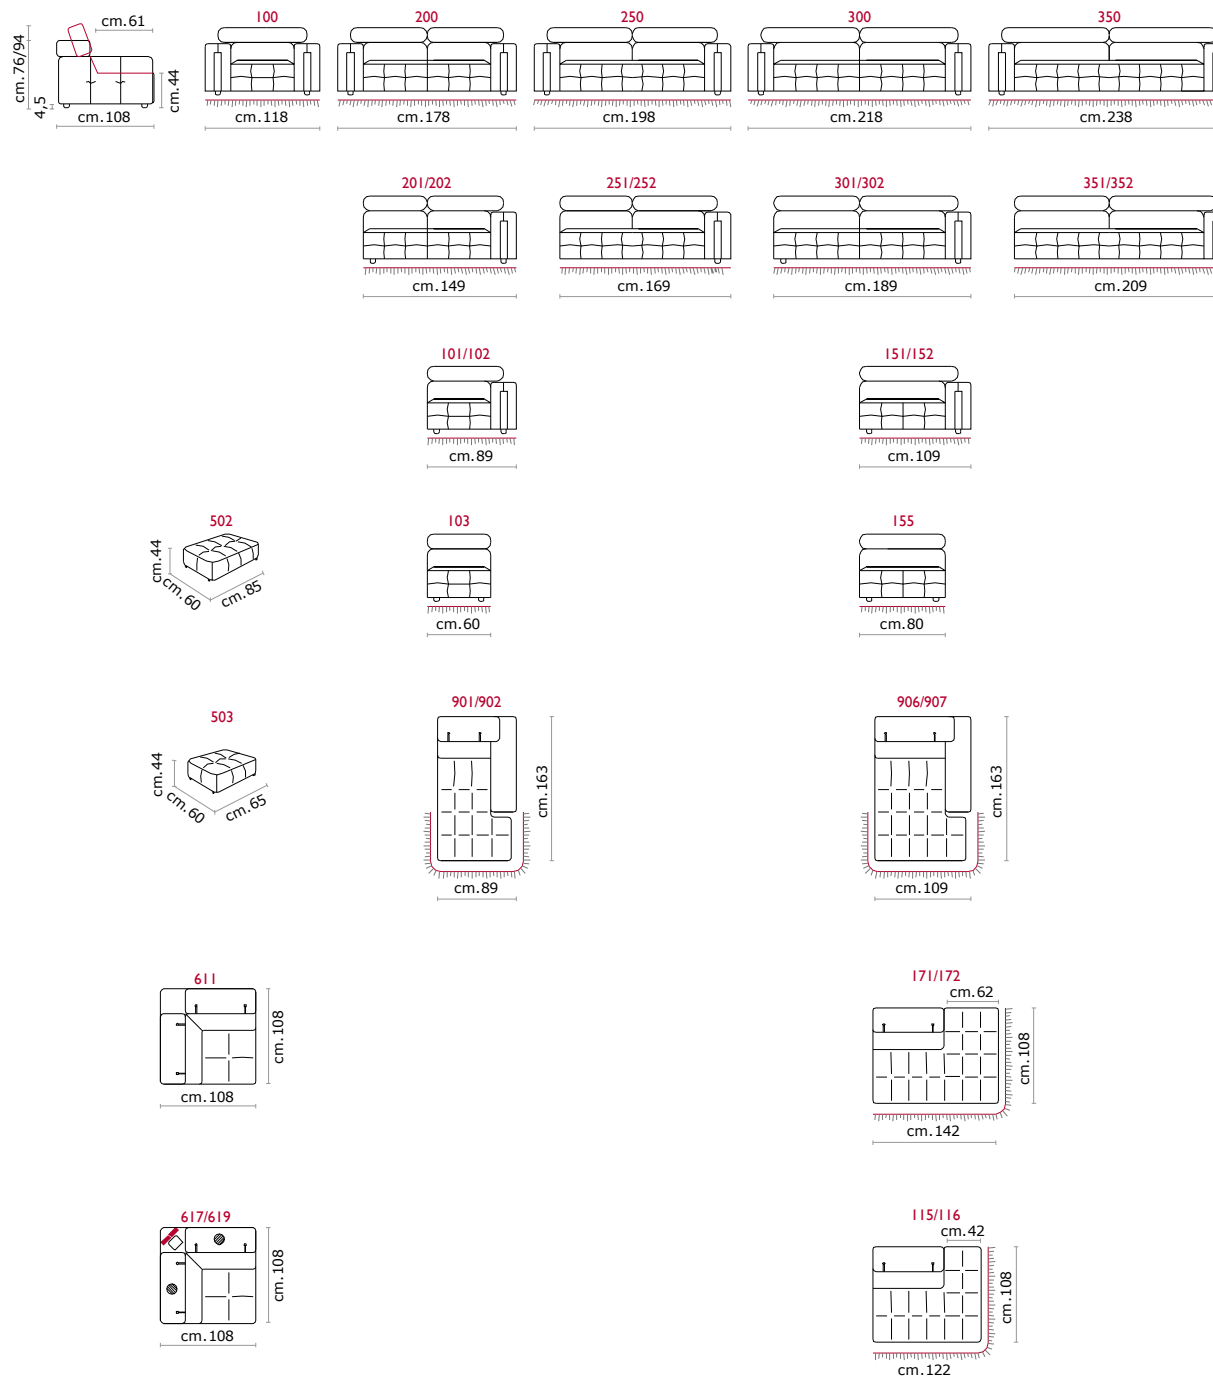 cm.61
100
200
250
300
350
cm.76/94
4,5
cm.44
cm.108
cm.118
cm.178
cm.198
cm.218
cm.238
201/202
251/252
301/302
351/352
cm.149
cm.169
cm.189
cm.209
101/102
151/152
cm.89
cm.109
502
103
155
cm.44
cm.60
cm.85
cm.60
cm.80
503
901/902
906/907
cm.44
cm.60
cm.65
cm.163
cm.163
cm.89
cm.109
611
171/172
cm.62
cm.108
cm.108
cm.108
cm.142
617/619
115/116
cm.42
cm.108
cm.108
cm.108
cm.122